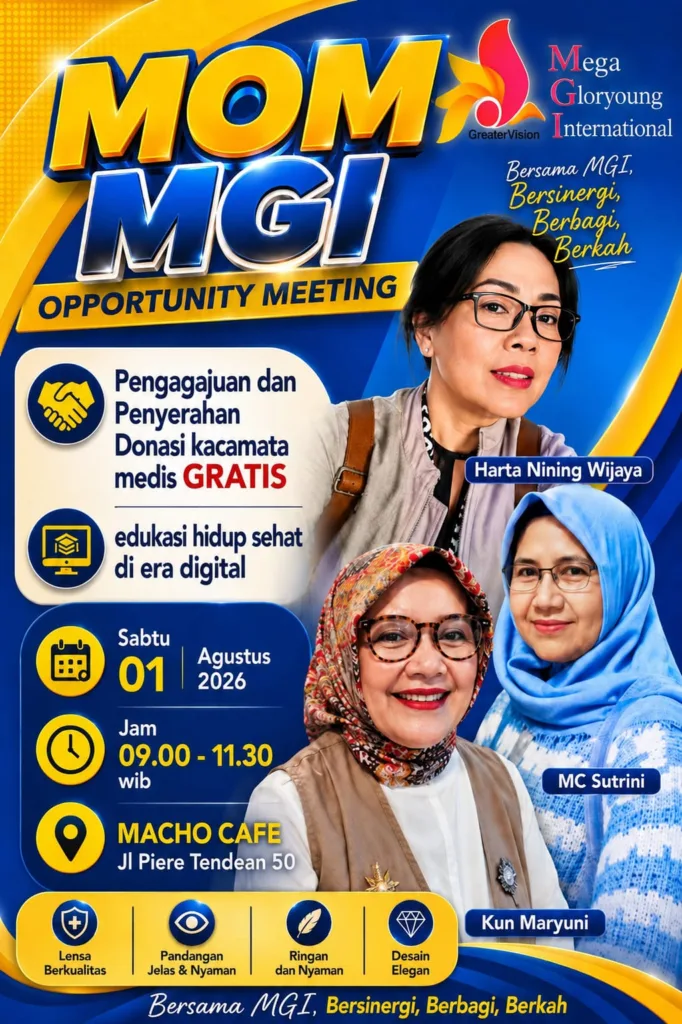 MOM
MGI
OPPORTUNITY MEETING
GreaterVision
Mega
Gloryoung
International
Bersama MGI,
Bersinergi,
Berbagi,
Berkah
Pengagajuan dan
Penyerahan
Donasi kacamata
medis GRATIS
edukasi hidup sehat
di era digital
Harta Nining Wijaya
Sabtu
01
Agustus
2026
Jam
09.00 - 11.30
wib
MACHO CAFE
Jl Piere Tendean 50
MC Sutrini
Kun Maryuni
Lensa
Berkualitas
Pandangan
Jelas & Nyaman
Ringan
dan Nyaman
Desain
Elegan
Bersama MGI, Bersinergi, Berbagi, Berkah